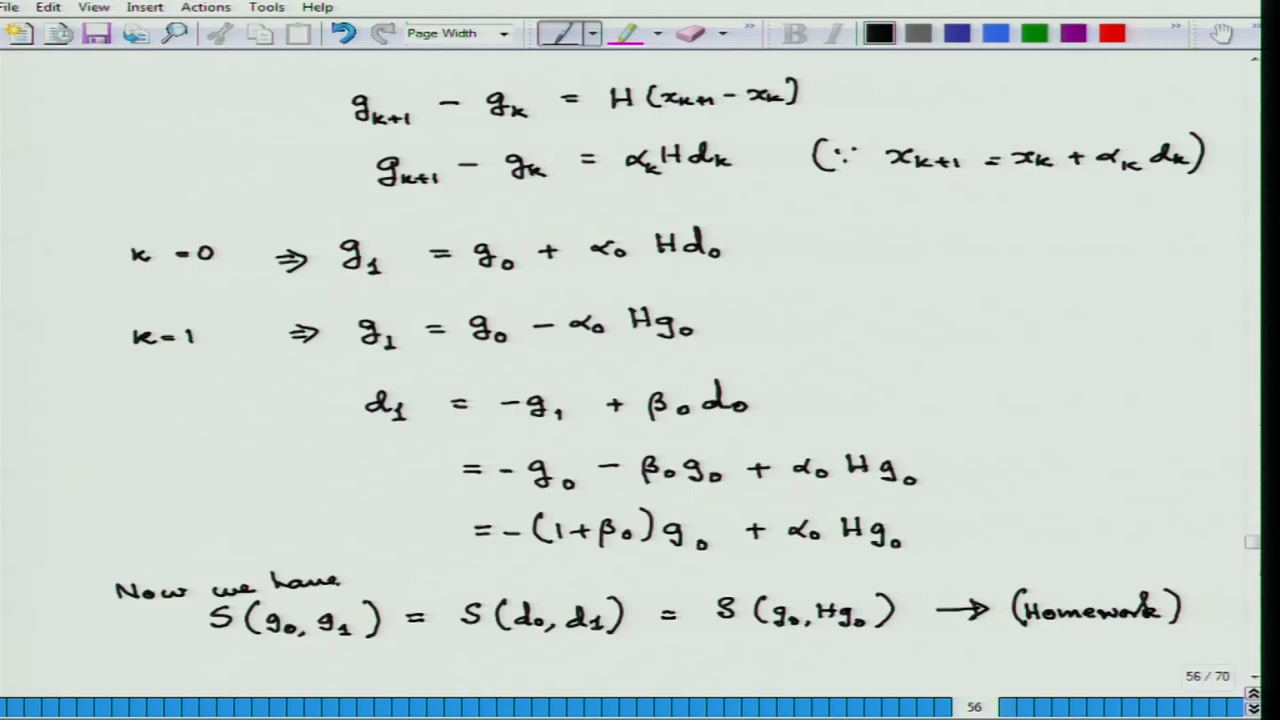 File Edit View Insert Actions Tools Help
Page Width
g_{k+1} - g_k = H(x_{k+1} - x_k)
g_{k+1} - g_k = α_k H d_k (∵ x_{k+1} = x_k + α_k d_k)
k = 0 ⇒ g_1 = g_0 + α_0 H d_0
k = 1 ⇒ g_1 = g_0 - α_0 H g_0
d_1 = -g_1 + β_0 d_0
= - g_0 - β_0 g_0 + α_0 H g_0
= - (1+β_0) g_0 + α_0 H g_0
Now we have
S(g_0, g_1) = S(d_0, d_1) = S(g_0, Hg_0) → (Homework)
56 / 70
56